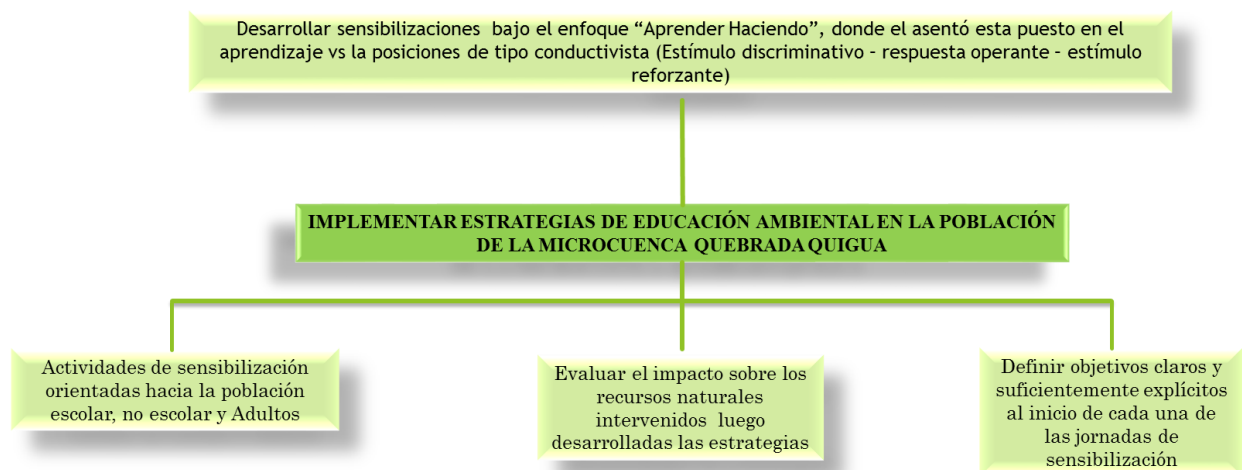 Desarrollar sensibilizaciones bajo el enfoque “Aprender Haciendo”, donde el asentó esta puesto en el
aprendizaje vs la posiciones de tipo conductivista (Estímulo discriminativo – respuesta operante – estímulo
reforzante)
IMPLEMENTAR ESTRATEGIAS DE EDUCACIÓN AMBIENTAL EN LA POBLACIÓN
DE LA MICROCUENCA QUEBRADA QUIGUA
Actividades de sensibilización
orientadas hacia la población
escolar, no escolar y Adultos
Evaluar el impacto sobre los
recursos naturales
intervenidos luego
desarrolladas las estrategias
Definir objetivos claros y
suficientemente explícitos
al inicio de cada una de
las jornadas de
sensibilización